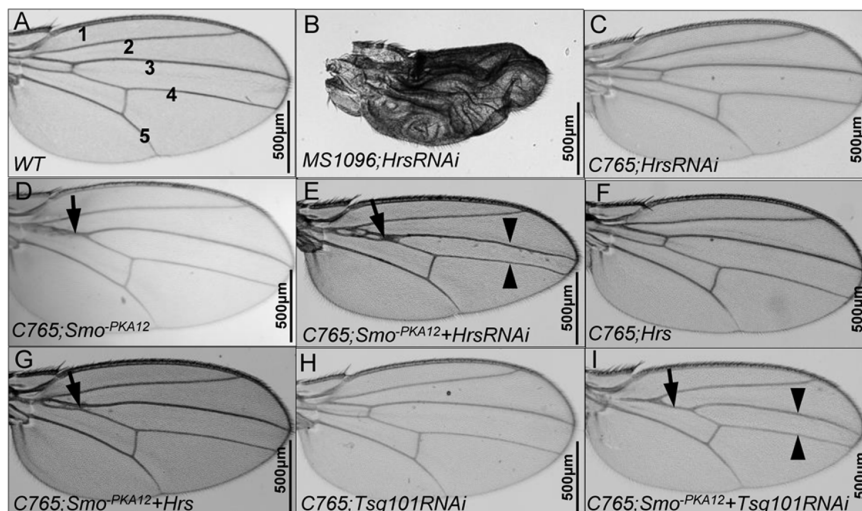 A
1
2
3
4
5
WT
500µm
B
MS1096;HrsRNAi
500µm
C
C765;HrsRNAi
500µm
D
C765;Smo-PKA12
500µm
E
C765;Smo-PKA12+HrsRNAi
500µm
F
C765;Hrs
500µm
G
C765;Smo-PKA12+Hrs
500µm
H
C765;Tsg101RNAi
500µm
I
C765;Smo-PKA12+Tsg101RNAi
500µm